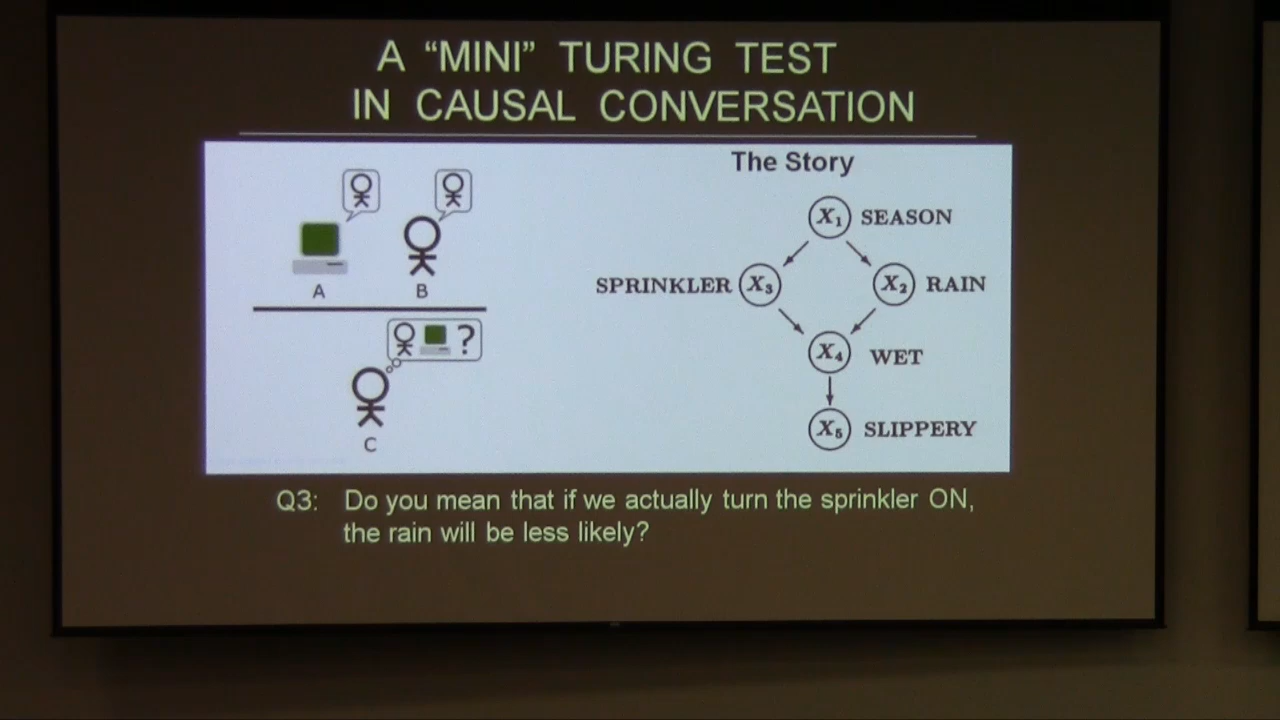 A “MINI” TURING TEST
IN CAUSAL CONVERSATION
A
B
?
C
The Story
X₁ SEASON
SPRINKLER X₃
X₂ RAIN
X₄ WET
X₅ SLIPPERY
Q3: Do you mean that if we actually turn the sprinkler ON,
the rain will be less likely?